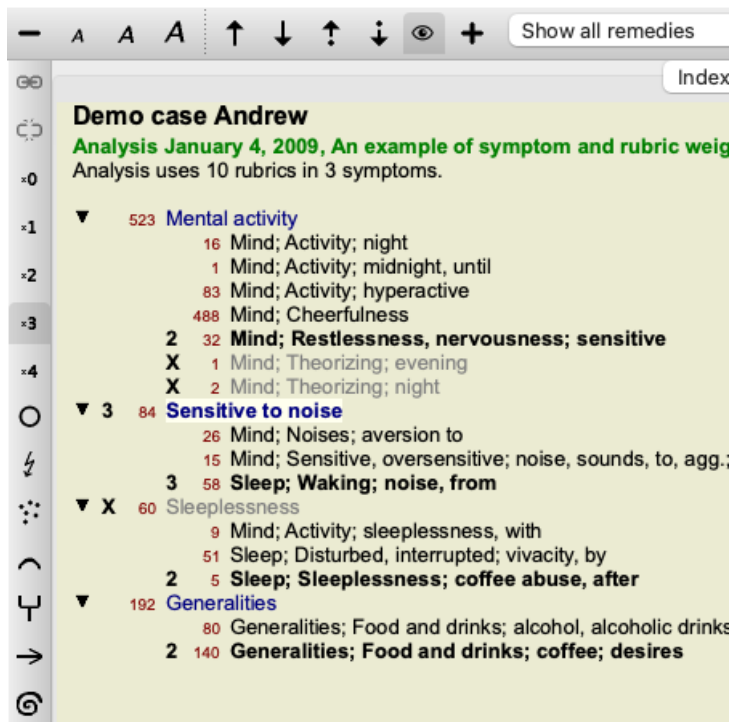 A A A Show all remedies
Index
Demo case Andrew
Analysis January 4, 2009, An example of symptom and rubric weig
Analysis uses 10 rubrics in 3 symptoms.
×0
×1
×2
×3
×4
▼ 523 Mental activity
16 Mind; Activity; night
1 Mind; Activity; midnight, until
83 Mind; Activity; hyperactive
488 Mind; Cheerfulness
2 32 Mind; Restlessness, nervousness; sensitive
X 1 Mind; Theorizing; evening
X 2 Mind; Theorizing; night
▼ 3 84 Sensitive to noise
26 Mind; Noises; aversion to
15 Mind; Sensitive, oversensitive; noise, sounds, to, agg.;
3 58 Sleep; Waking; noise, from
▼ X 60 Sleeplessness
9 Mind; Activity; sleeplessness, with
51 Sleep; Disturbed, interrupted; vivacity, by
2 5 Sleep; Sleeplessness; coffee abuse, after
▼ 192 Generalities
80 Generalities; Food and drinks; alcohol, alcoholic drinks
2 140 Generalities; Food and drinks; coffee; desires